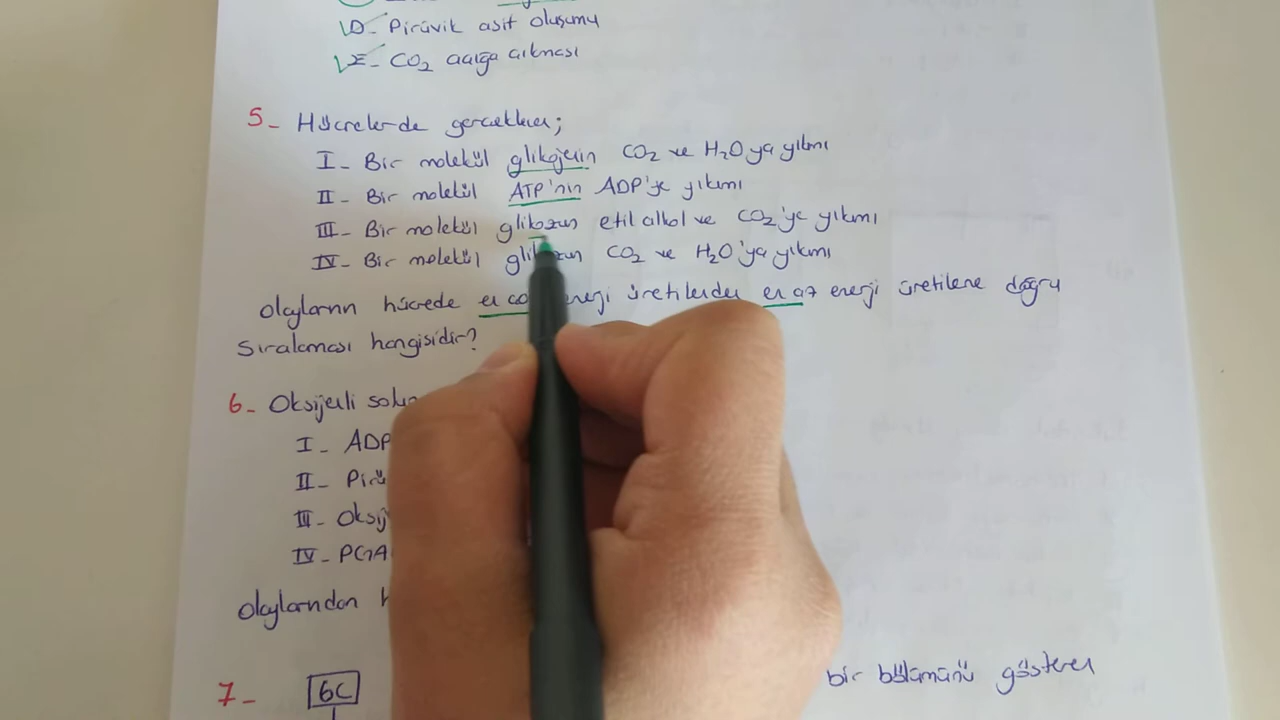 D- Pirüvik asit oluşumu
E- CO₂ açığa çıkması
5- Hücrelerde gerçekleşen;
I- Bir molekül glikojenin CO₂ ve H₂O ya yıkımı
II- Bir molekül ATP'nin ADP'ye yıkımı
III- Bir molekül glikozun etil alkol ve CO₂'ye yıkımı
IV- Bir molekül glikozun CO₂ ve H₂O'ya yıkımı
olayların hücrede en enerji üretilenden en az enerji üretilene doğru
Sıralaması hangisidir?
6- Oksijenli
I- ADP
II-
III-
IV- PGA
olaylarından
7- 6C bir bölümünü gösteren